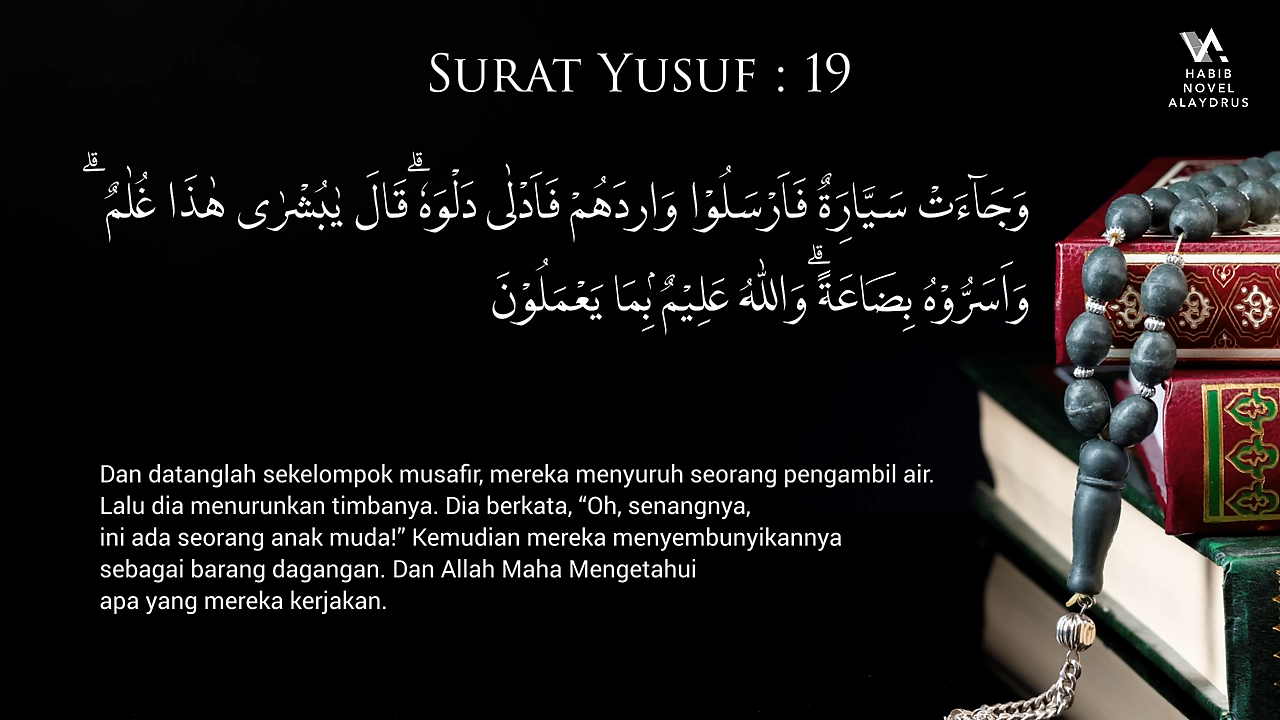 SURAT YUSUF : 19
HABIB
NOVEL
ALAYDRUS
وَجَاۤءَتْ سَيَّارَةٌ فَاَرْسَلُوْا وَارِدَهُمْ فَاَدْلٰى دَلْوَهٗ ۗقَالَ يٰبُشْرٰى هٰذَا غُلٰمٌ ۗ
وَاَسَرُّوْهُ بِضَاعَةً ۗوَاللّٰهُ عَلِيْمٌ ۢبِمَا يَعْمَلُوْنَ
Dan datanglah sekelompok musafir, mereka menyuruh seorang pengambil air.
Lalu dia menurunkan timbanya. Dia berkata, “Oh, senangnya,
ini ada seorang anak muda!” Kemudian mereka menyembunyikannya
sebagai barang dagangan. Dan Allah Maha Mengetahui
apa yang mereka kerjakan.